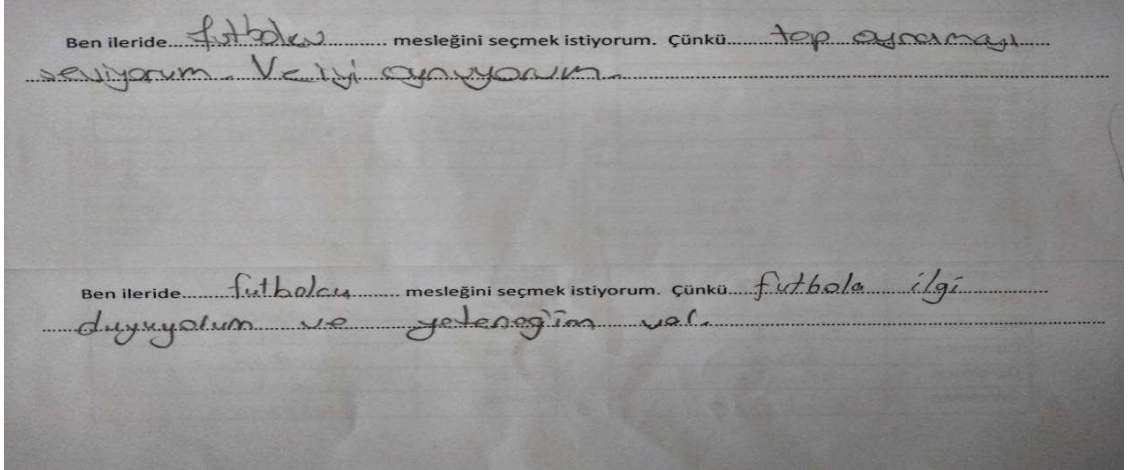 Ben ileride.....futbolcu............ mesleğini seçmek istiyorum. Çünkü.......top oynamayı......
seviyorum. Ve iyi oynuyorum.
Ben ileride.........futbolcu......... mesleğini seçmek istiyorum. Çünkü.....futbola ilgi
duyuyorum ve yeteneğim var.